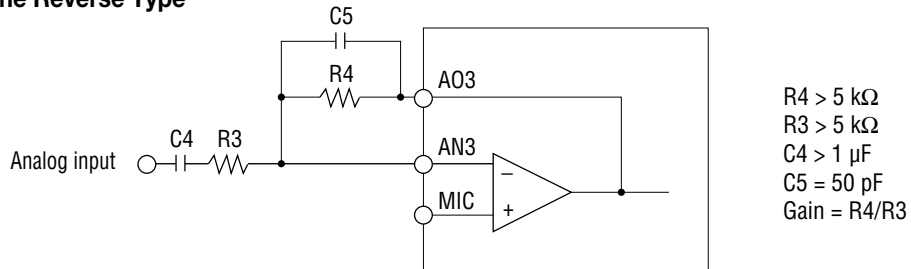 ne Reverse Type
C5
R4
AO3
C4 R3
Analog input
AN3
–
MIC
+
R4 > 5 kΩ
R3 > 5 kΩ
C4 > 1 µF
C5 = 50 pF
Gain = R4/R3